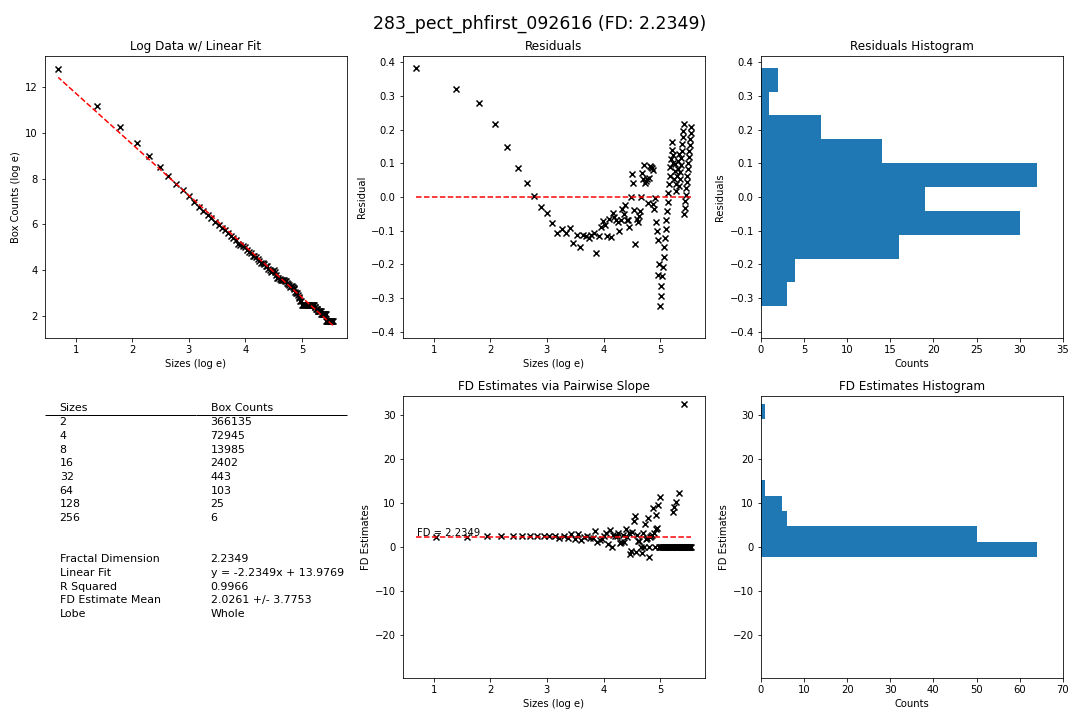 283_pect_phfirst_092616 (FD: 2.2349)
Log Data w/ Linear Fit
Box Counts (log e)
12
10
8
6
4
2
1 2 3 4 5
Sizes (log e)
Residuals
Residual
0.4
0.3
0.2
0.1
0.0
−0.1
−0.2
−0.3
−0.4
1 2 3 4 5
Sizes (log e)
Residuals Histogram
Residuals
0.4
0.3
0.2
0.1
0.0
−0.1
−0.2
−0.3
−0.4
0 5 10 15 20 25 30 35
Counts
Sizes Box Counts
2 366135
4 72945
8 13985
16 2402
32 443
64 103
128 25
256 6
Fractal Dimension 2.2349
Linear Fit y = -2.2349x + 13.9769
R Squared 0.9966
FD Estimate Mean 2.0261 +/- 3.7753
Lobe Whole
FD Estimates via Pairwise Slope
FD Estimates
30
20
10
0
−10
−20
FD = 2.2349
1 2 3 4 5
Sizes (log e)
FD Estimates Histogram
FD Estimates
30
20
10
0
−10
−20
0 10 20 30 40 50 60 70
Counts